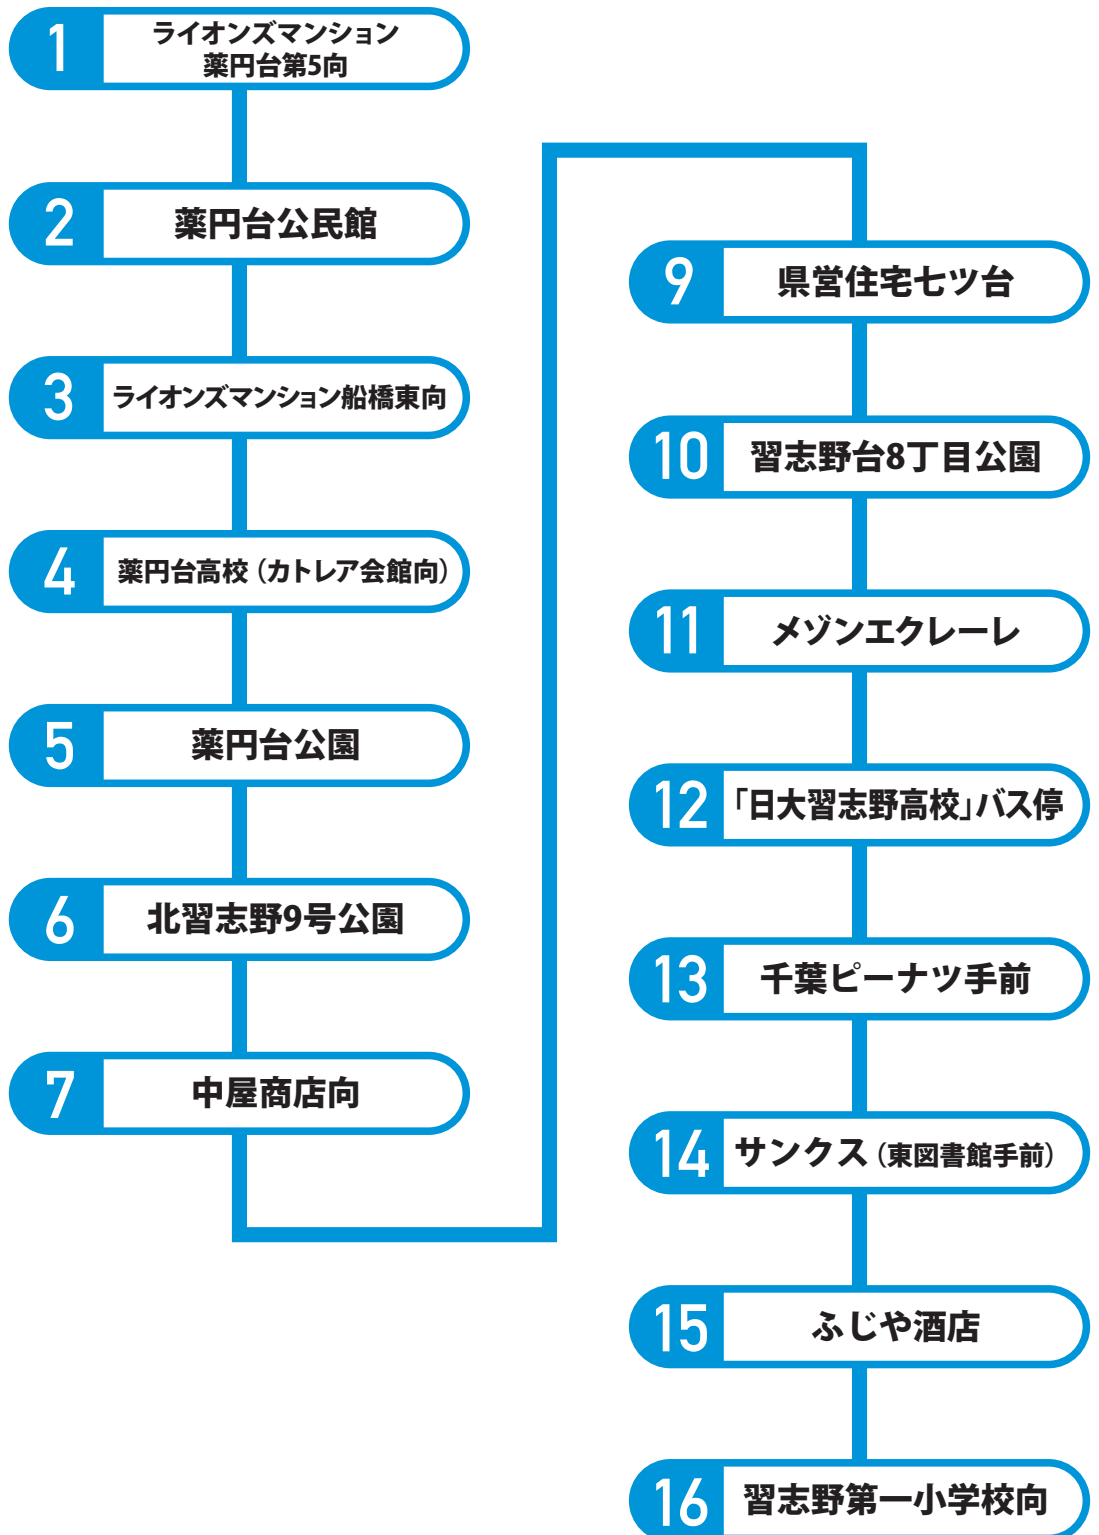 1
ライオンズマンション
薬円台第5向
2
薬円台公民館
3
ライオンズマンション船橋東向
4
薬円台高校（カトレア会館向）
5
薬円台公園
6
北習志野9号公園
7
中屋商店向
9
県営住宅七ツ台
10
習志野台8丁目公園
11
メゾンエクレーレ
12
「日大習志野高校」バス停
13
千葉ピーナツ手前
14
サンクス（東図書館手前）
15
ふじや酒店
16
習志野第一小学校向